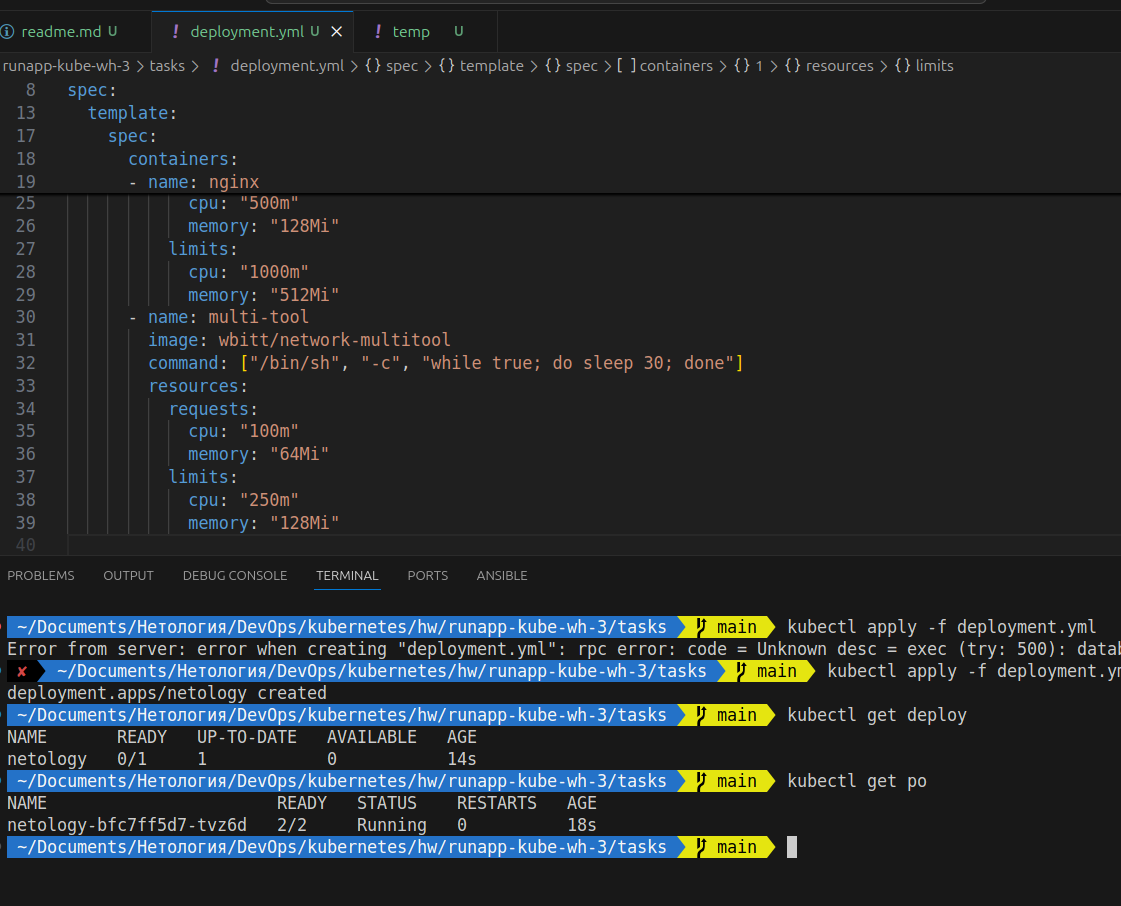 readme.md U
! deployment.yml U ✕
! temp U
runapp-kube-wh-3 > tasks > ! deployment.yml > {} spec > {} template > {} spec > [ ] containers > {} 1 > {} resources > {} limits
8 spec:
13 template:
17 spec:
18 containers:
19 - name: nginx
25 cpu: "500m"
26 memory: "128Mi"
27 limits:
28 cpu: "1000m"
29 memory: "512Mi"
30 - name: multi-tool
31 image: wbitt/network-multitool
32 command: ["/bin/sh", "-c", "while true; do sleep 30; done"]
33 resources:
34 requests:
35 cpu: "100m"
36 memory: "64Mi"
37 limits:
38 cpu: "250m"
39 memory: "128Mi"
40
PROBLEMS OUTPUT DEBUG CONSOLE TERMINAL PORTS ANSIBLE
~/Documents/Нетология/DevOps/kubernetes/hw/runapp-kube-wh-3/tasks main kubectl apply -f deployment.yml
Error from server: error when creating "deployment.yml": rpc error: code = Unknown desc = exec (try: 500):
✘ ~/Documents/Нетология/DevOps/kubernetes/hw/runapp-kube-wh-3/tasks main kubectl apply -f
deployment.apps/netology created
~/Documents/Нетология/DevOps/kubernetes/hw/runapp-kube-wh-3/tasks main kubectl get deploy
NAME READY UP-TO-DATE AVAILABLE AGE
netology 0/1 1 0 14s
~/Documents/Нетология/DevOps/kubernetes/hw/runapp-kube-wh-3/tasks main kubectl get po
NAME READY STATUS RESTARTS AGE
netology-bfc7ff5d7-tvz6d 2/2 Running 0 18s
~/Documents/Нетология/DevOps/kubernetes/hw/runapp-kube-wh-3/tasks main